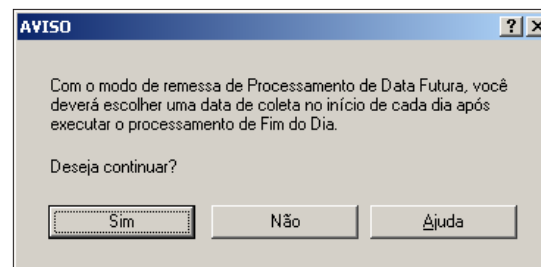 AVISO
Com o modo de remessa de Processamento de Data Futura, você
deverá escolher uma data de coleta no início de cada dia após
executar o processamento de Fim do Dia.
Deseja continuar?
Sim Não Ajuda